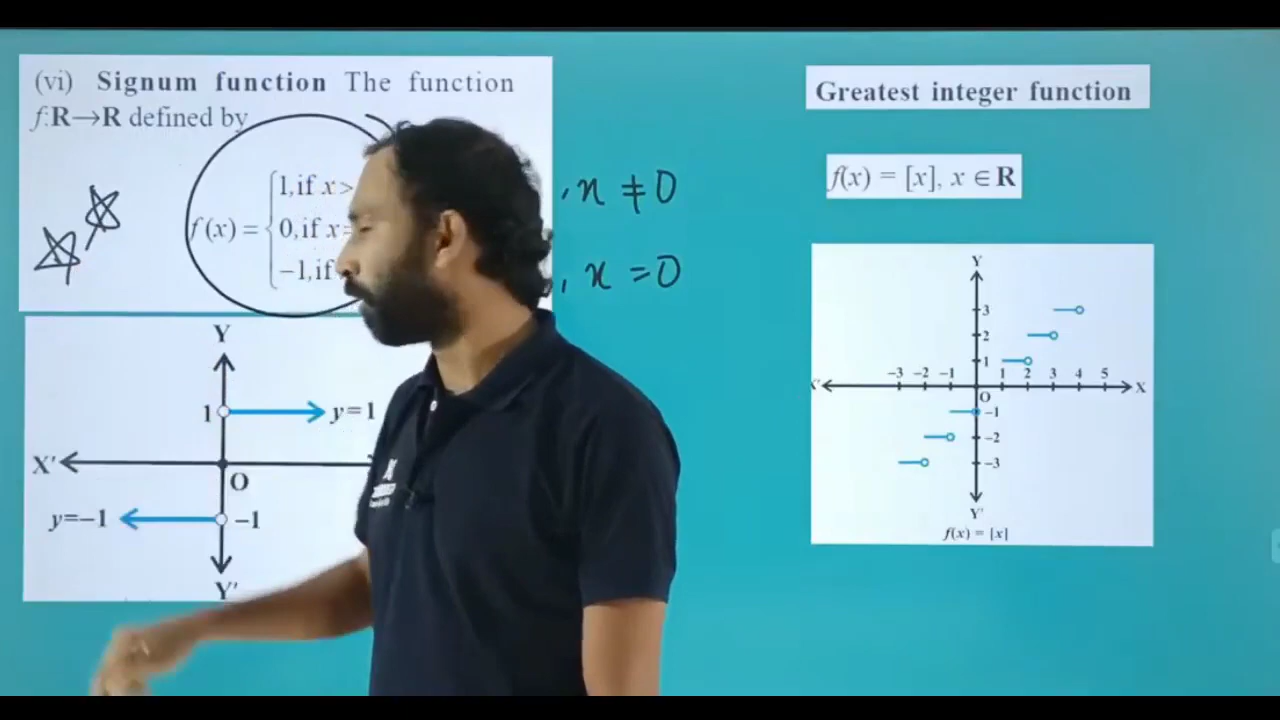 (vi) Signum function The function
f:R→R defined by
1, if x >
f(x) = 0, if x =
−1, if
, x ≠ 0
, x = 0
Y
1
y=1
X'
O
y=−1
−1
Y'
Greatest integer function
f(x) = [x], x ∈ R
Y
3
2
1
−3 −2 −1 1 2 3 4 5
X
O
−1
−2
−3
Y'
f(x) = [x]